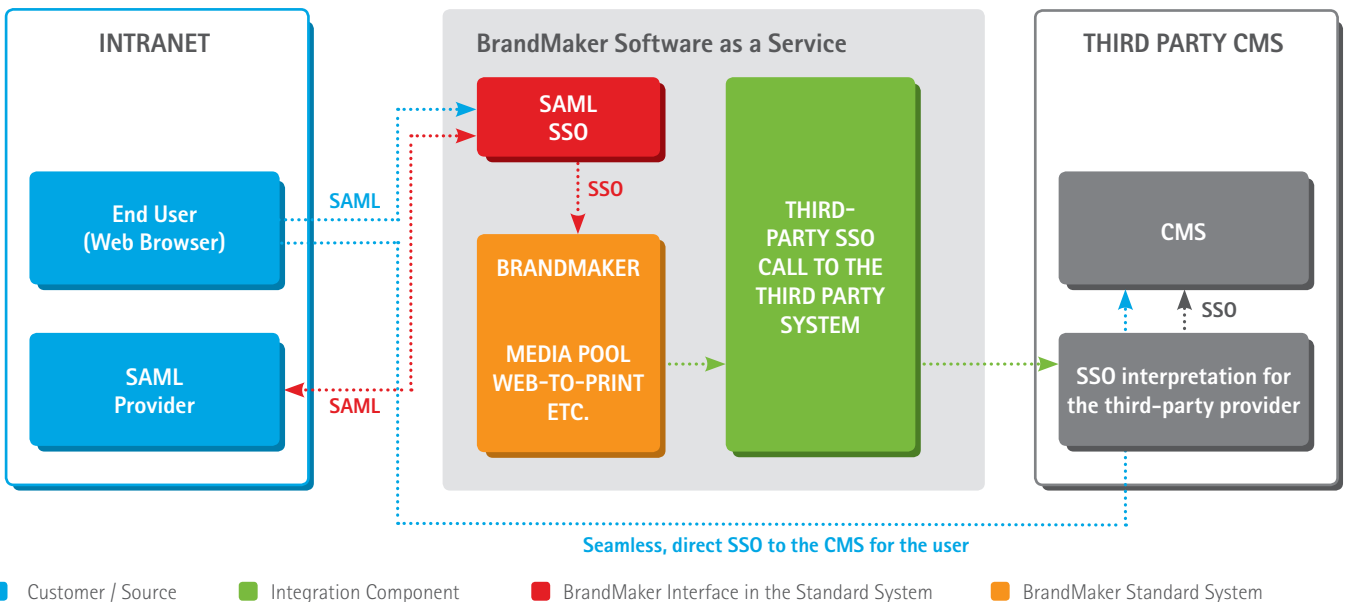 INTRANET
End User
(Web Browser)
SAML
Provider
SAML
SAML
BrandMaker Software as a Service
SAML
SSO
SSO
BRANDMAKER
MEDIA POOL
WEB-TO-PRINT
ETC.
THIRD-
PARTY SSO
CALL TO THE
THIRD PARTY
SYSTEM
THIRD PARTY CMS
CMS
SSO
SSO interpretation for
the third-party provider
Seamless, direct SSO to the CMS for the user
Customer / Source
Integration Component
BrandMaker Interface in the Standard System
BrandMaker Standard System